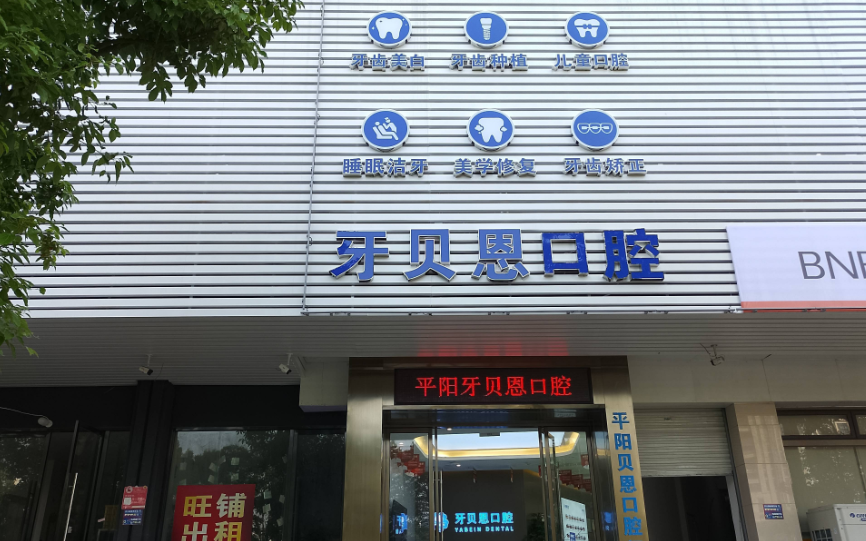 牙齿美白 牙齿种植 儿童口腔
睡眠洁牙 美学修复 牙齿矫正
牙贝恩口腔
BNE
平阳牙贝恩口腔
平阳贝恩口腔
牙贝恩口腔
YABEIN DENTAL
旺铺
出租